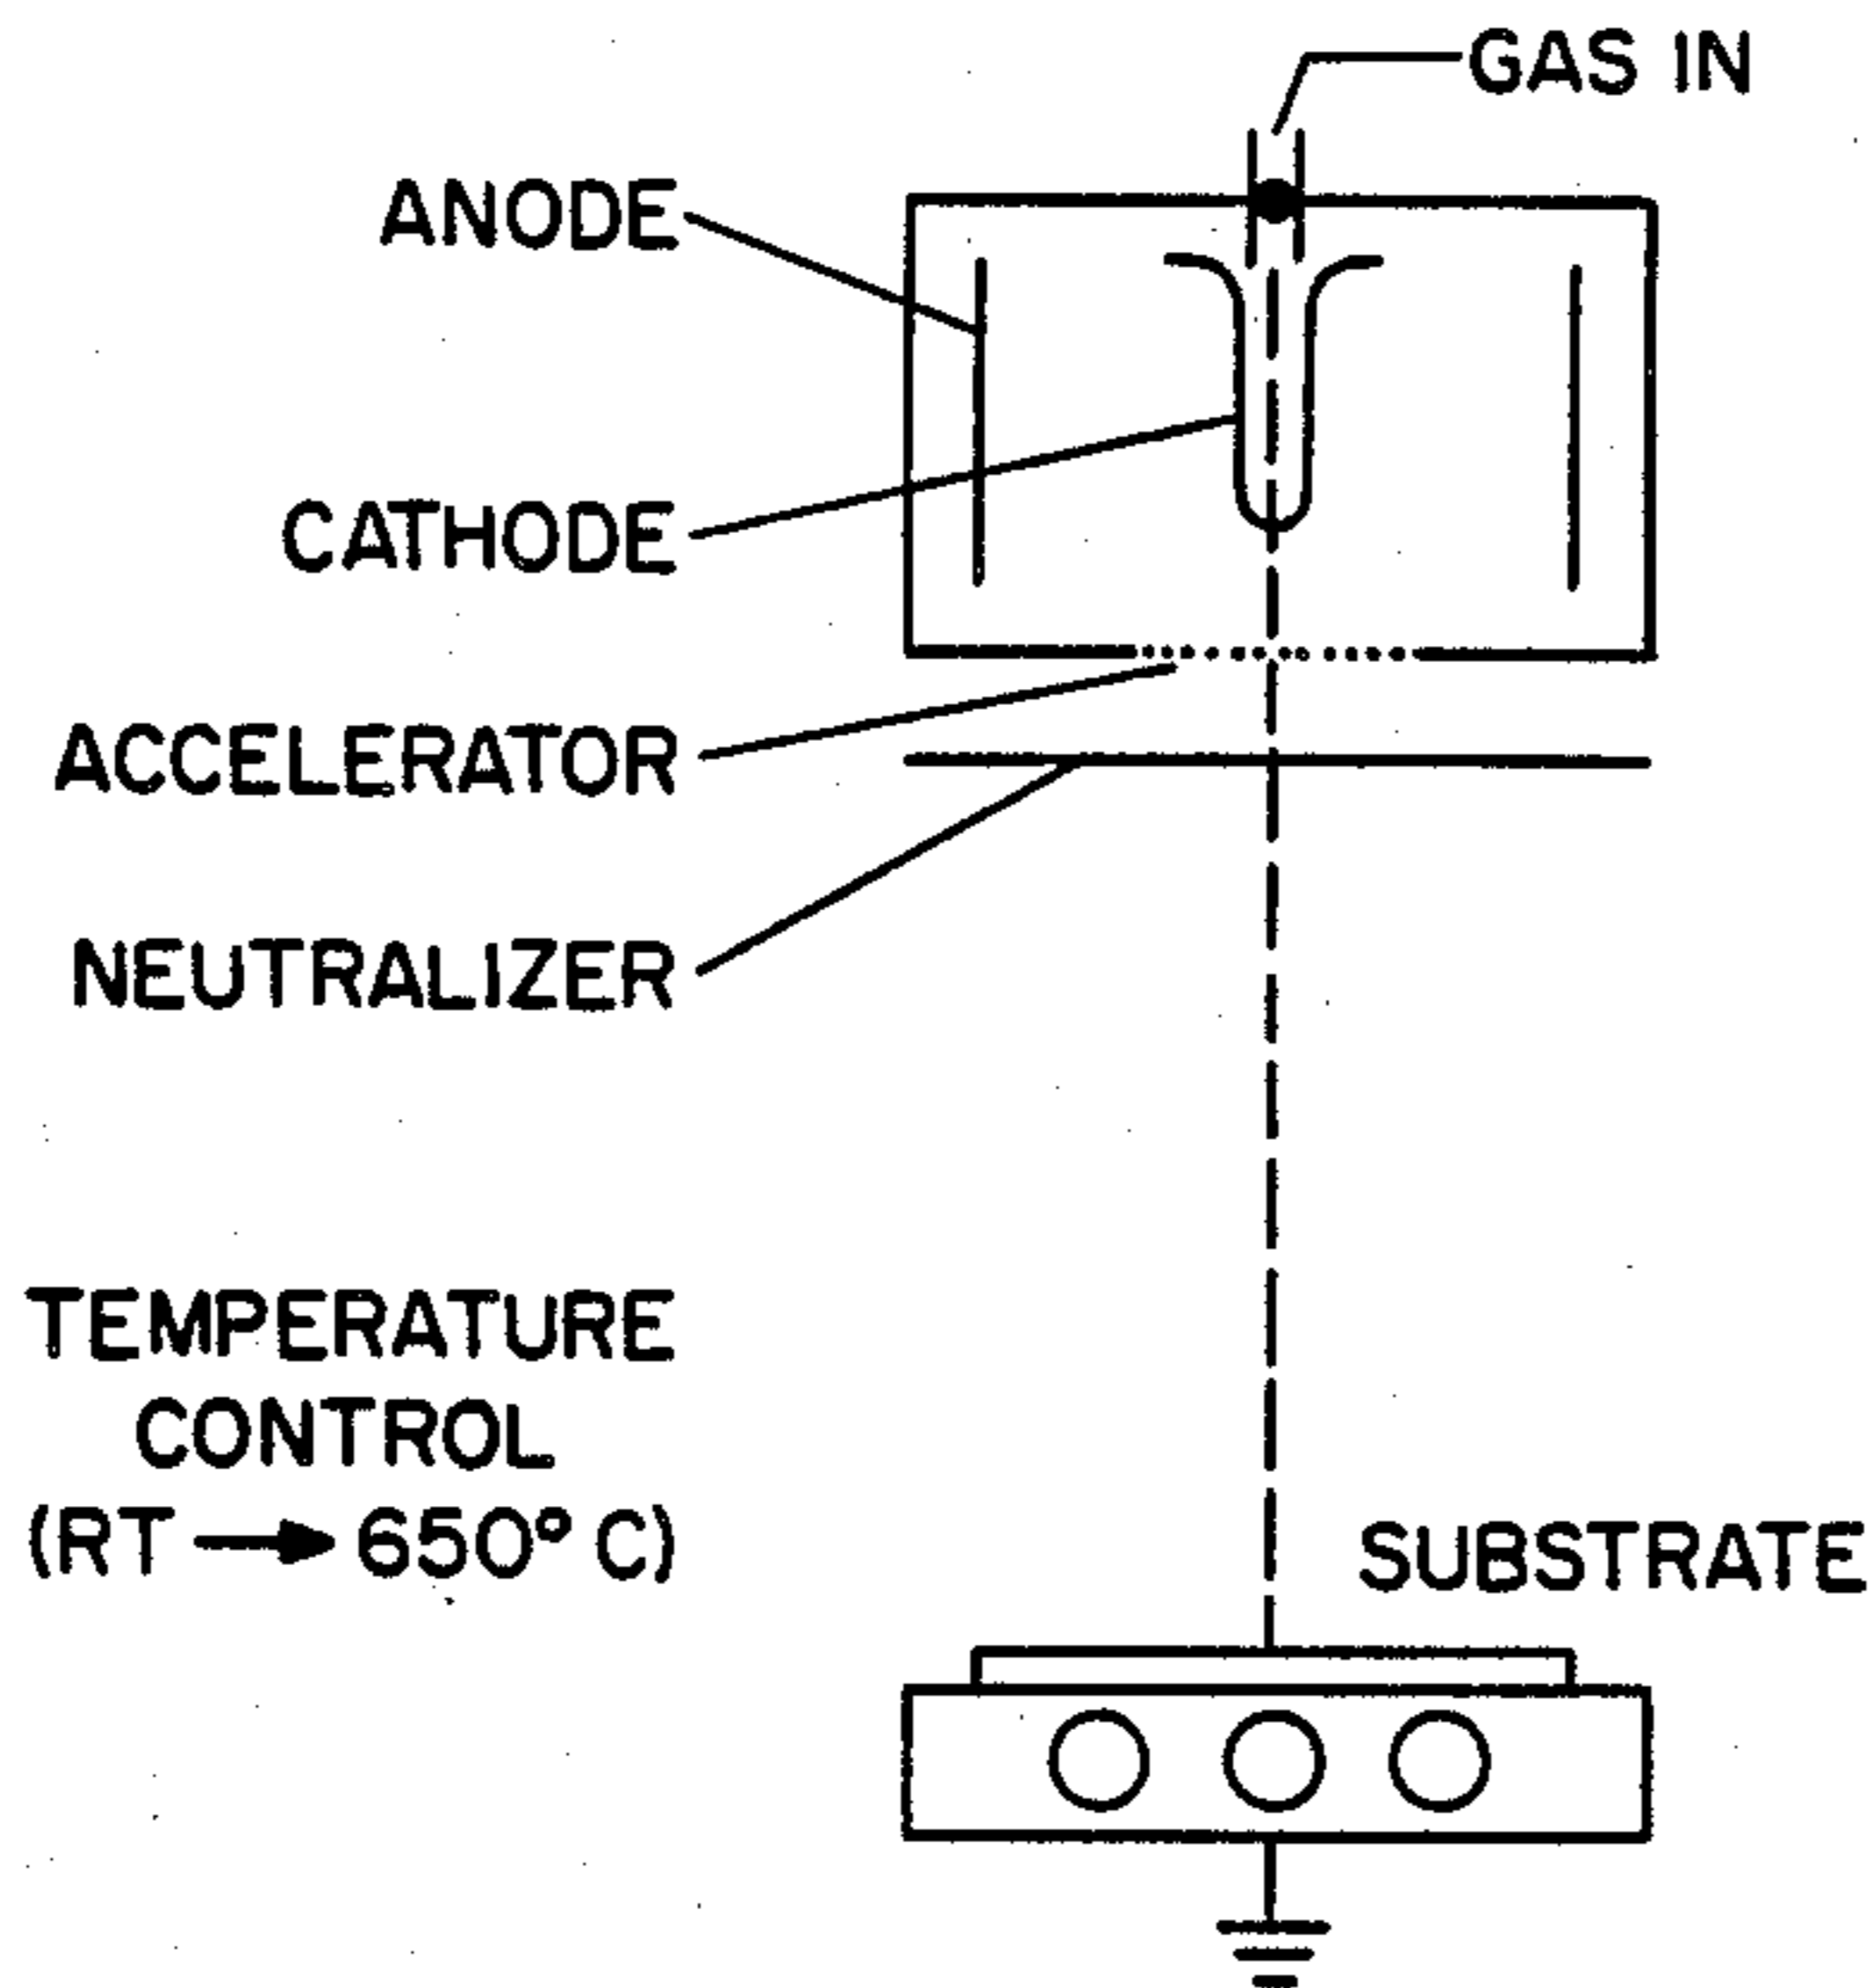 GAS IN
ANODE
CATHODE
ACCELERATOR
NEUTRALIZER
TEMPERATURE
CONTROL
(RT → 650° C)
SUBSTRATE